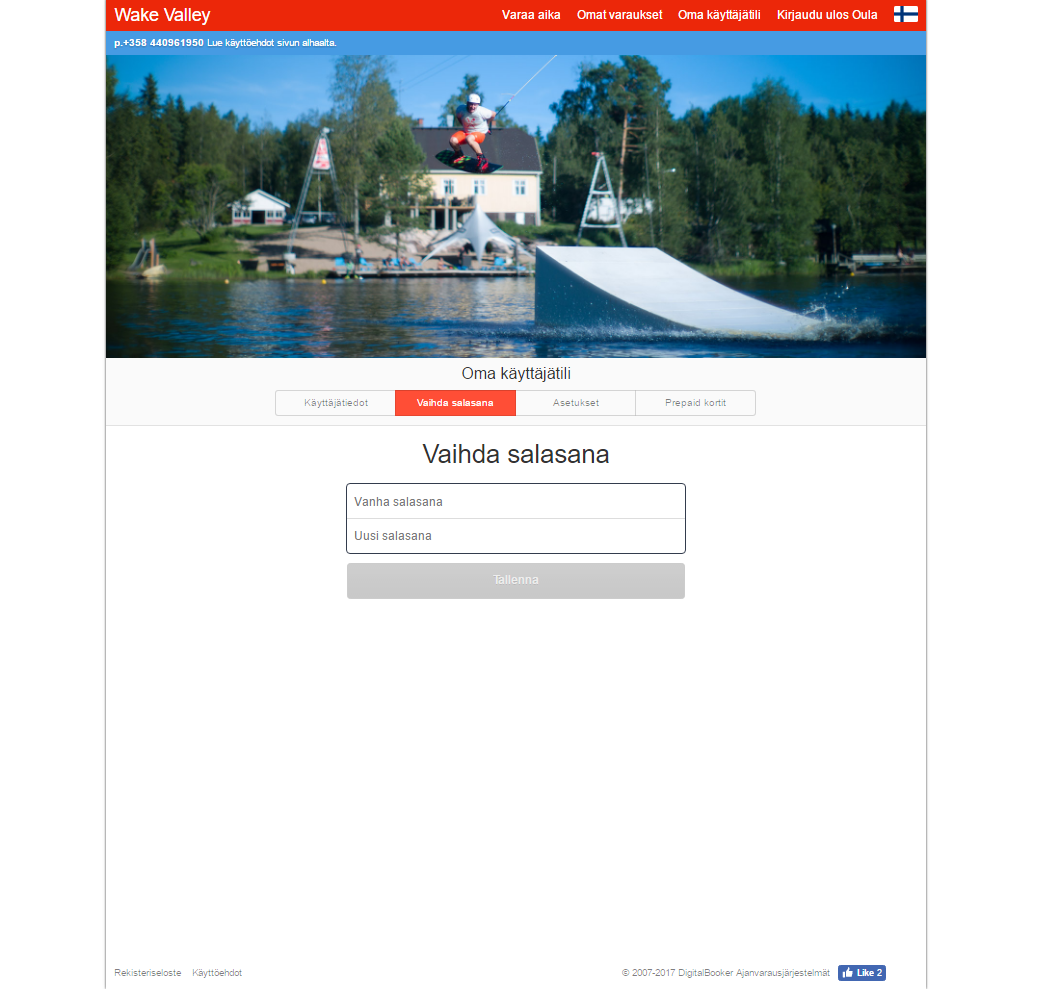 Wake Valley
Varaa aika Omat varaukset Oma käyttäjätili Kirjaudu ulos Oula
p.+358 440961950 Lue käyttöehdot sivun alhaalta.
Oma käyttäjätili
Käyttäjätiedot Vaihda salasana Asetukset Prepaid kortit
Vaihda salasana
Vanha salasana
Uusi salasana
Tallenna
Rekisteriseloste Käyttöehdot © 2007-2017 DigitalBooker Ajanvarausjärjestelmät Like 2